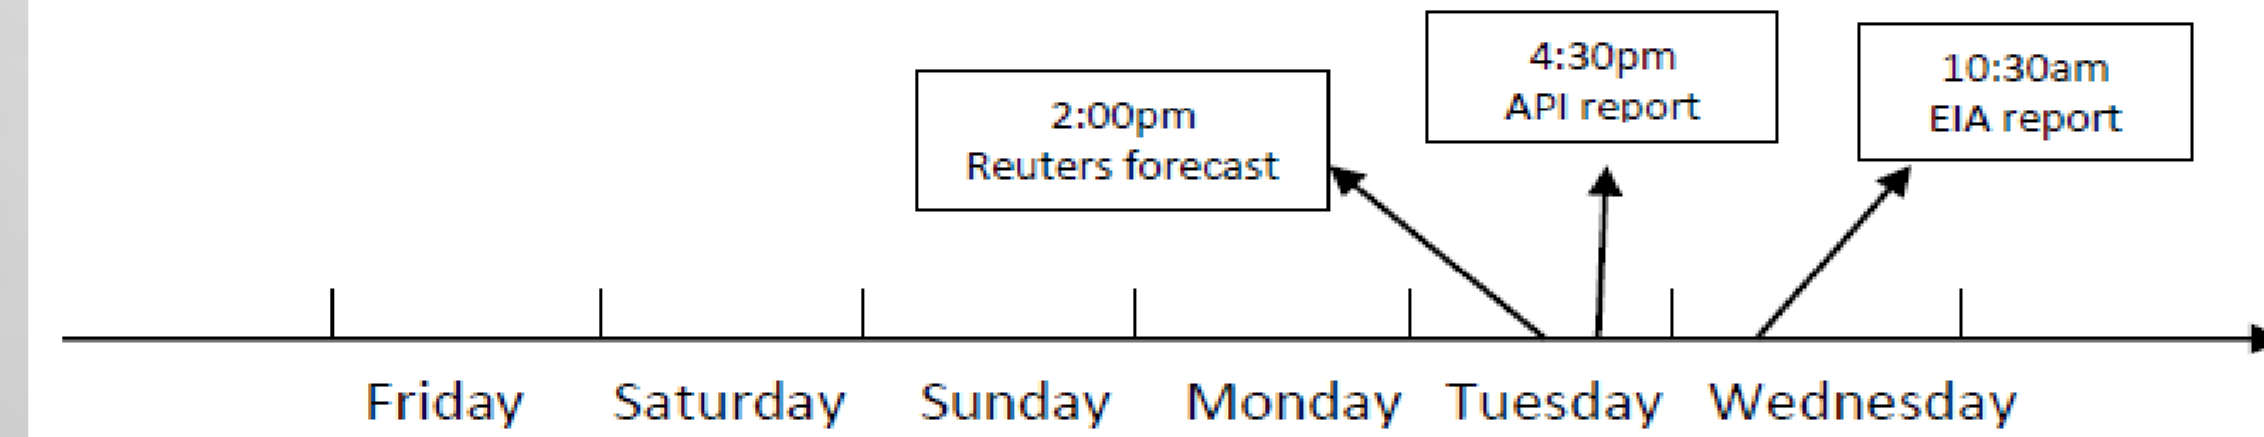 2:00pm
Reuters forecast
4:30pm
API report
10:30am
EIA report
Friday Saturday Sunday Monday Tuesday Wednesday